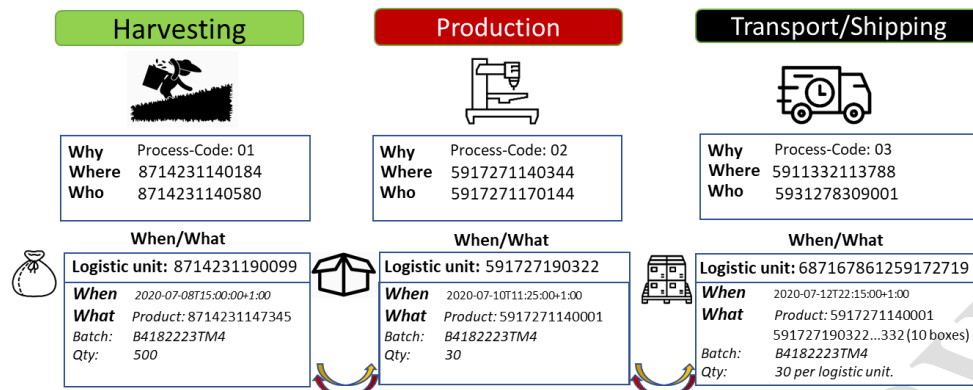 Harvesting
Why Process-Code: 01
Where 8714231140184
Who 8714231140580
When/What
Logistic unit: 8714231190099
When 2020-07-08T15:00:00+1:00
What Product: 8714231147345
Batch: B4182223TM4
Qty: 500
Production
Why Process-Code: 02
Where 5917271140344
Who 5917271170144
When/What
Logistic unit: 591727190322
When 2020-07-10T11:25:00+1:00
What Product: 5917271140001
Batch: B4182223TM4
Qty: 30
Transport/Shipping
Why Process-Code: 03
Where 5911332113788
Who 5931278309001
When/What
Logistic unit: 687167861259172719
When 2020-07-12T22:15:00+1:00
What Product: 5917271140001
591727190322...332 (10 boxes)
Batch: B4182223TM4
Qty: 30 per logistic unit.